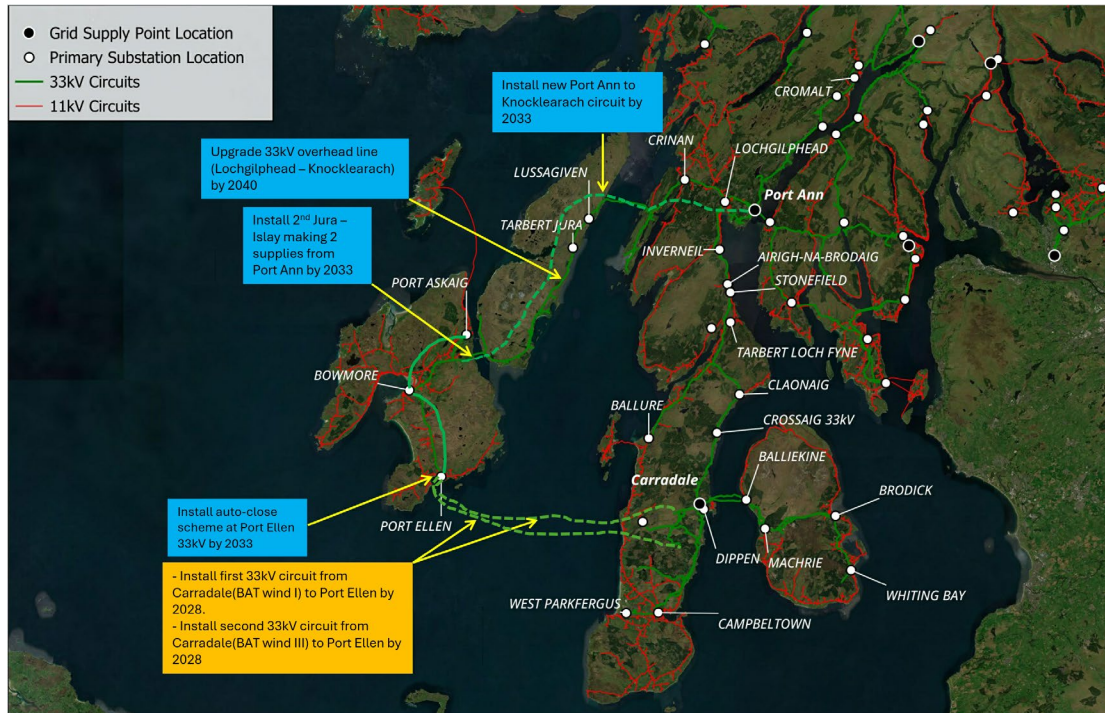 Grid Supply Point Location
Primary Substation Location
33kV Circuits
11kV Circuits
Install new Port Ann to
Knocklearach circuit by
2033
Upgrade 33kV overhead line
(Lochgilphead – Knocklearach)
by 2040
Install 2nd Jura –
Islay making 2
supplies from
Port Ann by 2033
CROMALT
CRINAN
LOCHGILPHEAD
LUSSAGIVEN
Port Ann
TARBERT JURA
INVERNEIL
AIRIGH-NA-BRODAIG
STONEFIELD
PORT ASKAIG
TARBERT LOCH FYNE
BOWMORE
CLAONAIG
BALLURE
CROSSAIG 33kV
BALLIEKINE
Carradale
BRODICK
Install auto-close
scheme at Port Ellen
33kV by 2033
PORT ELLEN
DIPPEN
MACHRIE
WHITING BAY
- Install first 33kV circuit from
Carradale(BAT wind I) to Port Ellen by
2028.
- Install second 33kV circuit from
Carradale(BAT wind III) to Port Ellen by
2028
WEST PARKFERGUS
CAMPBELTOWN